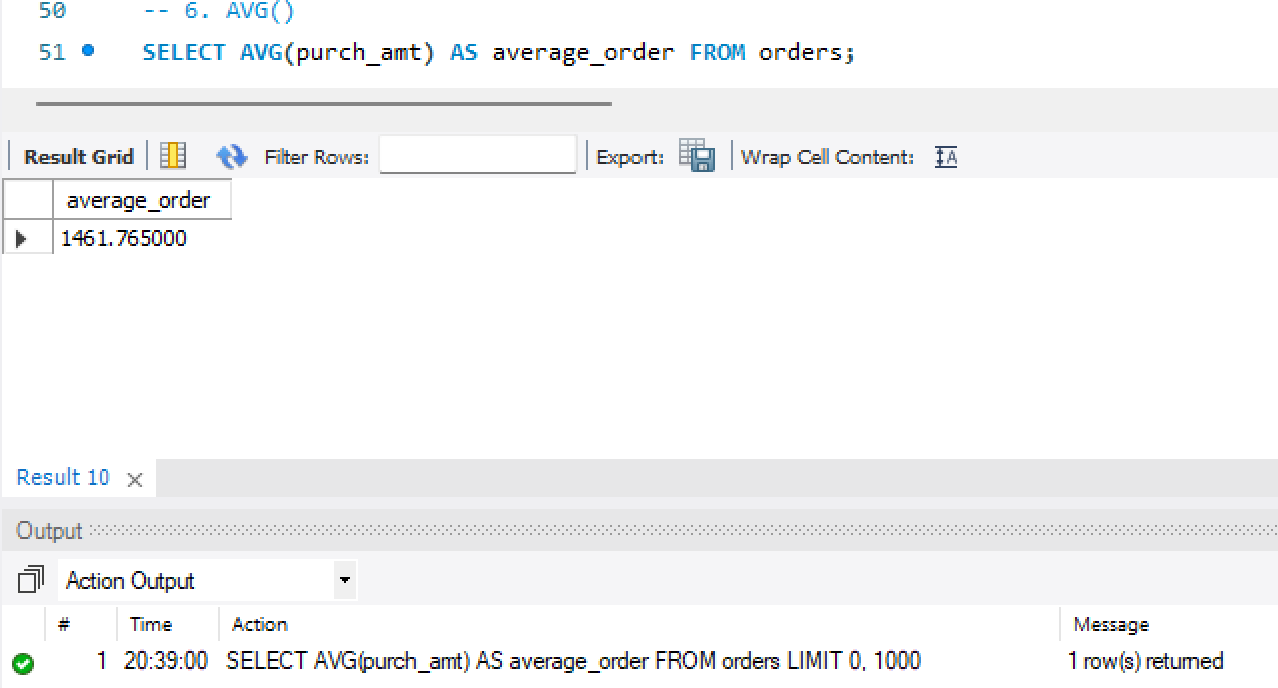 50 -- 6. AVG()
51 SELECT AVG(purch_amt) AS average_order FROM orders;
Result Grid Filter Rows: Export: Wrap Cell Content: IA
average_order
1461.765000
Result 10
Output
Action Output
# Time Action Message
1 20:39:00 SELECT AVG(purch_amt) AS average_order FROM orders LIMIT 0, 1000 1 row(s) returned